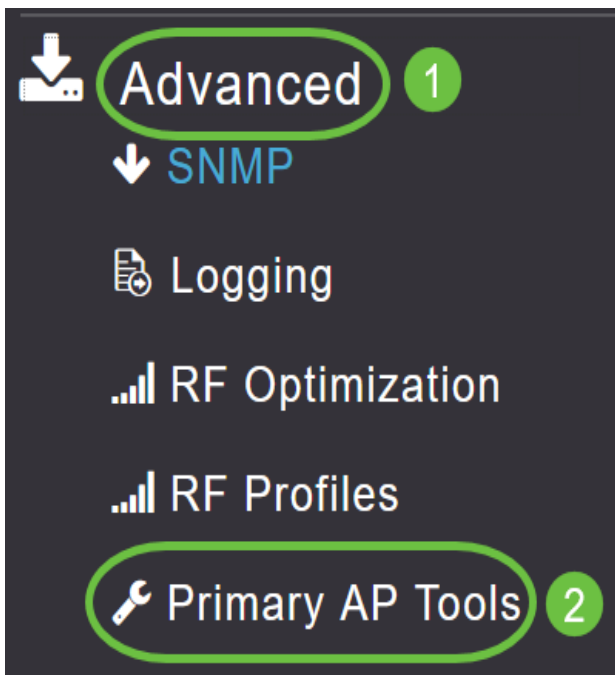 Advanced 1
SNMP
Logging
RF Optimization
RF Profiles
Primary AP Tools 2